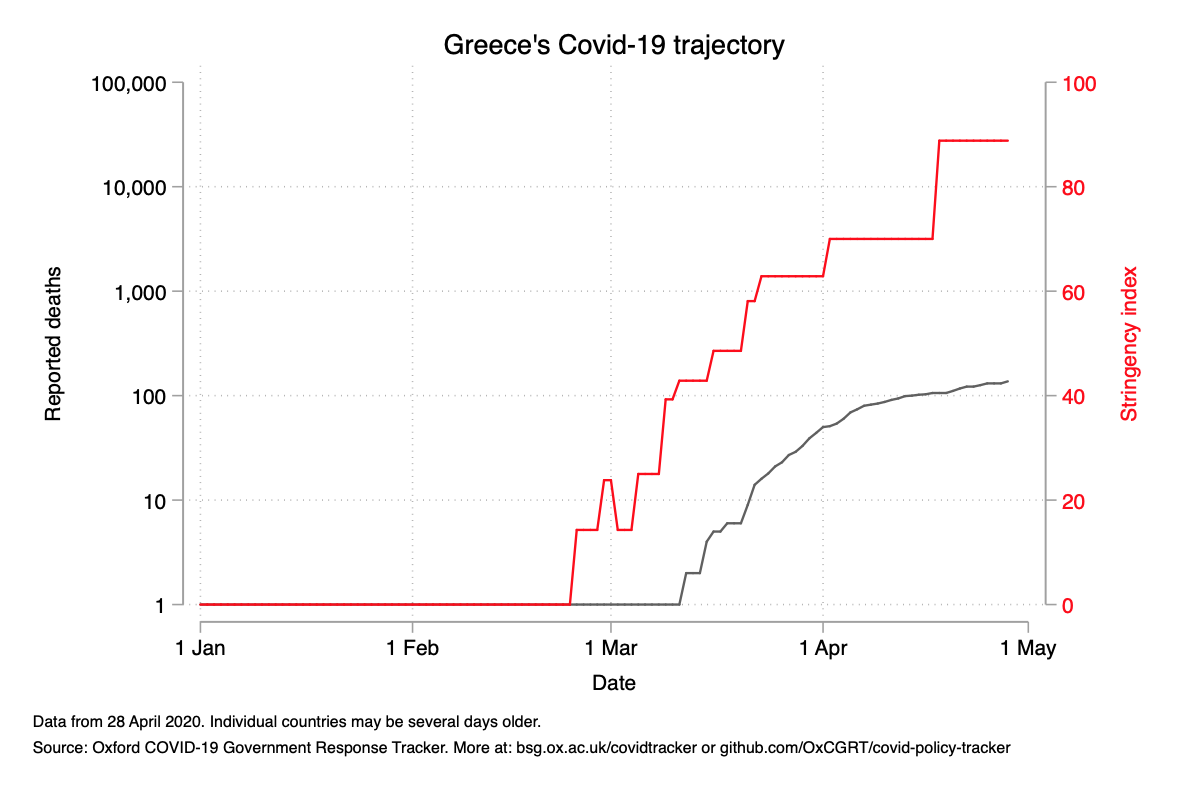 Greece's Covid-19 trajectory
100,000
10,000
1,000
100
10
1
Reported deaths
100
80
60
40
20
0
Stringency index
1 Jan
1 Feb
1 Mar
1 Apr
1 May
Date
Data from 28 April 2020. Individual countries may be several days older.
Source: Oxford COVID-19 Government Response Tracker. More at: bsg.ox.ac.uk/covidtracker or github.com/OxCGRT/covid-policy-tracker